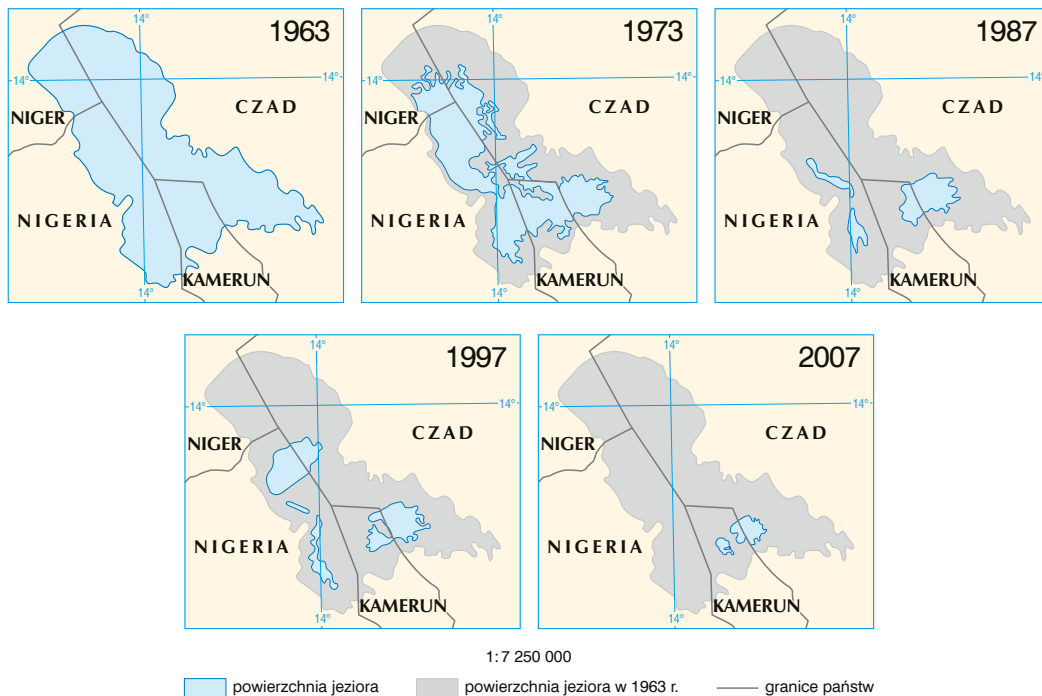 14°
1963
14°
14°
CZAD
NIGER
NIGERIA
KAMERUN
14°
14°
1973
14°
14°
CZAD
NIGER
NIGERIA
KAMERUN
14°
14°
1987
14°
14°
CZAD
NIGER
NIGERIA
KAMERUN
14°
14°
1997
14°
14°
CZAD
NIGER
NIGERIA
KAMERUN
14°
14°
2007
14°
14°
CZAD
NIGER
NIGERIA
KAMERUN
14°
1:7 250 000
powierzchnia jeziora
powierzchnia jeziora w 1963 r.
granice państw